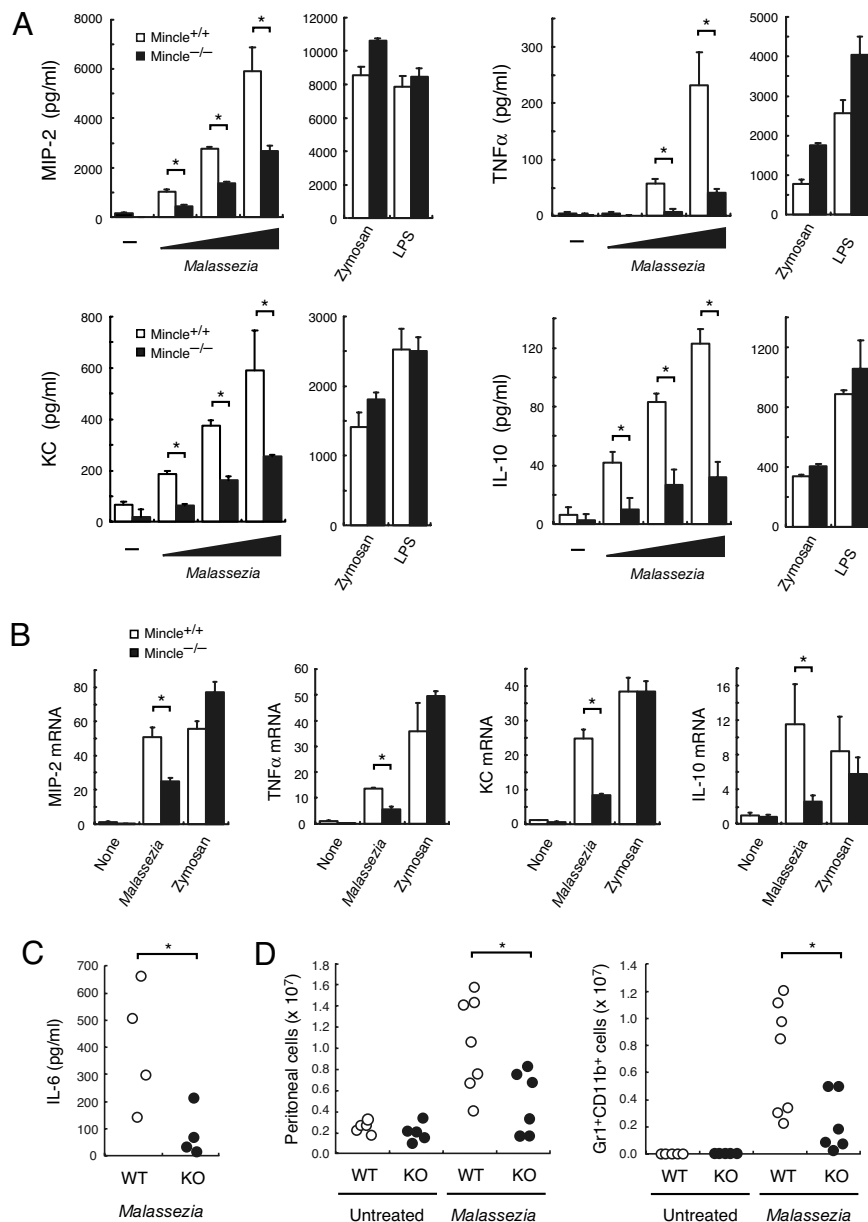 A
MIP-2 (pg/ml)
8000
6000
4000
2000
0
Mincle+/+
Mincle−/−
*
*
*
–
Malassezia
12000
10000
8000
6000
4000
2000
0
Zymosan
LPS
TNFα (pg/ml)
300
200
100
0
*
*
–
Malassezia
5000
4000
3000
2000
1000
0
Zymosan
LPS
KC (pg/ml)
800
600
400
200
0
Mincle+/+
Mincle−/−
*
*
*
–
Malassezia
3000
2000
1000
0
Zymosan
LPS
IL-10 (pg/ml)
160
120
80
40
0
*
*
*
–
Malassezia
1200
800
400
0
Zymosan
LPS
B
Mincle+/+
Mincle−/−
MIP-2 mRNA
80
60
40
20
0
*
None
Malassezia
Zymosan
TNFα mRNA
60
50
40
30
20
10
0
*
None
Malassezia
Zymosan
KC mRNA
40
30
20
10
0
*
None
Malassezia
Zymosan
IL-10 mRNA
16
12
8
4
0
*
None
Malassezia
Zymosan
C
IL-6 (pg/ml)
700
600
500
400
300
200
100
0
*
WT
KO
Malassezia
D
Peritoneal cells (x 10⁷)
1.8
1.6
1.4
1.2
1.0
0.8
0.6
0.4
0.2
0
*
WT
KO
WT
KO
Untreated
Malassezia
Gr1+CD11b+ cells (x 10⁷)
1.4
1.2
1.0
0.8
0.6
0.4
0.2
0
*
WT
KO
WT
KO
Untreated
Malassezia